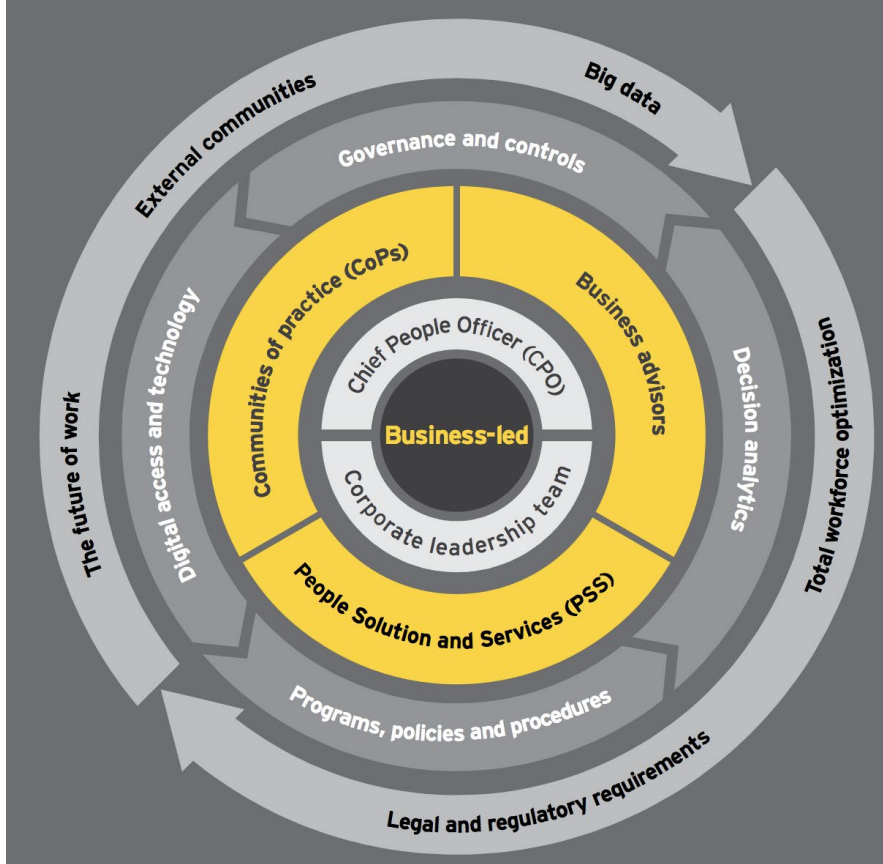 External communities
Big data
Governance and controls
Communities of practice (CoPs)
Business advisors
Chief People Officer (CPO)
Business-led
Corporate leadership team
People Solution and Services (PSS)
Digital access and technology
Decision analytics
The future of work
Total workforce optimization
Programs, policies and procedures
Legal and regulatory requirements